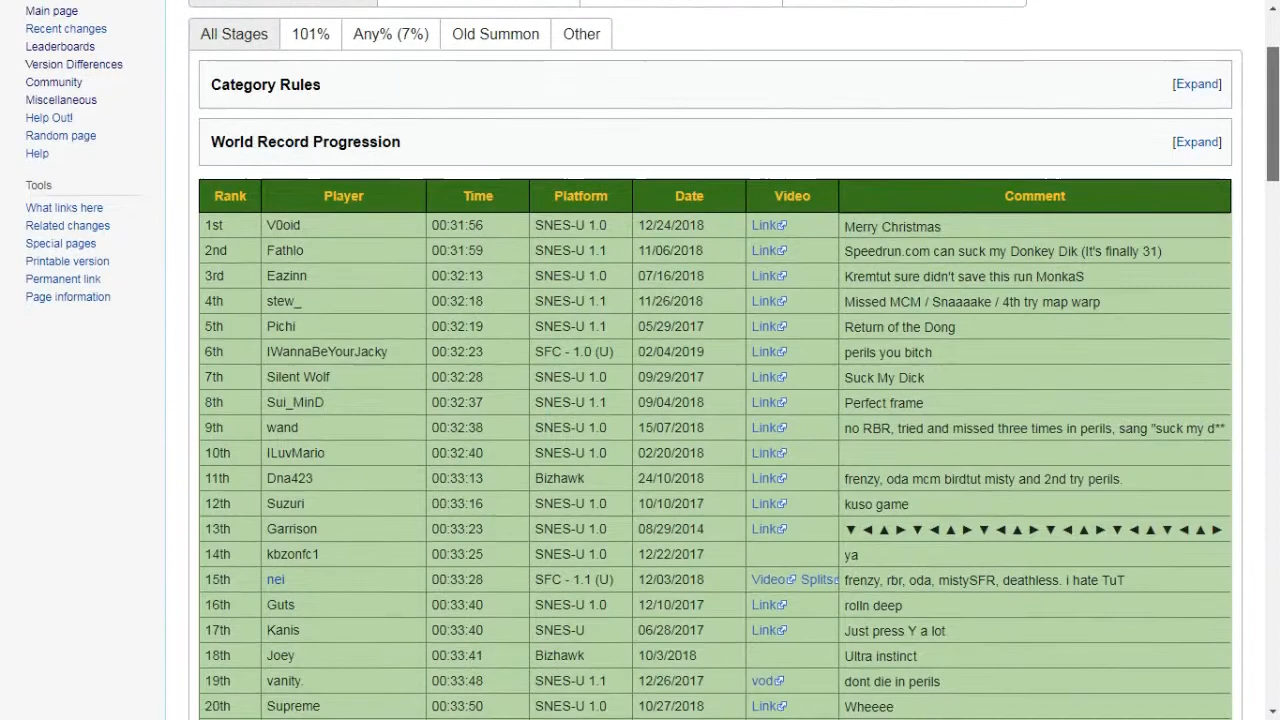 Main page
Recent changes
Leaderboards
Version Differences
Community
Miscellaneous
Help Out!
Random page
Help
Tools
What links here
Related changes
Special pages
Printable version
Permanent link
Page information
All Stages 101% Any% (7%) Old Summon Other
Category Rules [Expand]
World Record Progression [Expand]
Rank Player Time Platform Date Video Comment
1st V0oid 00:31:56 SNES-U 1.0 12/24/2018 Link Merry Christmas
2nd Fathlo 00:31:59 SNES-U 1.1 11/06/2018 Link Speedrun.com can suck my Donkey Dik (It's finally 31)
3rd Eazinn 00:32:13 SNES-U 1.0 07/16/2018 Link Kremtut sure didn't save this run MonkaS
4th stew_ 00:32:18 SNES-U 1.1 11/26/2018 Link Missed MCM / Snaaaake / 4th try map warp
5th Pichi 00:32:19 SNES-U 1.1 05/29/2017 Link Return of the Dong
6th IWannaBeYourJacky 00:32:23 SFC - 1.0 (U) 02/04/2019 Link perils you bitch
7th Silent Wolf 00:32:28 SNES-U 1.0 09/29/2017 Link Suck My Dick
8th Sui_MinD 00:32:37 SNES-U 1.1 09/04/2018 Link Perfect frame
9th wand 00:32:38 SNES-U 1.0 15/07/2018 Link no RBR, tried and missed three times in perils, sang "suck my d**
10th ILuvMario 00:32:40 SNES-U 1.0 02/20/2018 Link
11th Dna423 00:33:13 Bizhawk 24/10/2018 Link frenzy, oda mcm birdtut misty and 2nd try perils.
12th Suzuri 00:33:16 SNES-U 1.0 10/10/2017 Link kuso game
13th Garrison 00:33:23 SNES-U 1.0 08/29/2014 Link ▼ ◄ ▲ ► ▼ ◄ ▲ ► ▼ ◄ ▲ ► ▼ ◄ ▲ ► ▼ ◄ ▲ ▼ ◄ ▲ ►
14th kbzonfc1 00:33:25 SNES-U 1.0 12/22/2017 ya
15th nei 00:33:28 SFC - 1.1 (U) 12/03/2018 Video Splits frenzy, rbr, oda, mistySFR, deathless. i hate TuT
16th Guts 00:33:40 SNES-U 1.0 12/10/2017 Link rolln deep
17th Kanis 00:33:40 SNES-U 06/28/2017 Link Just press Y a lot.
18th Joey 00:33:41 Bizhawk 10/3/2018 Ultra instinct
19th vanity. 00:33:48 SNES-U 1.1 12/26/2017 vod dont die in perils
20th Supreme 00:33:50 SNES-U 1.0 10/27/2018 Link Wheeee